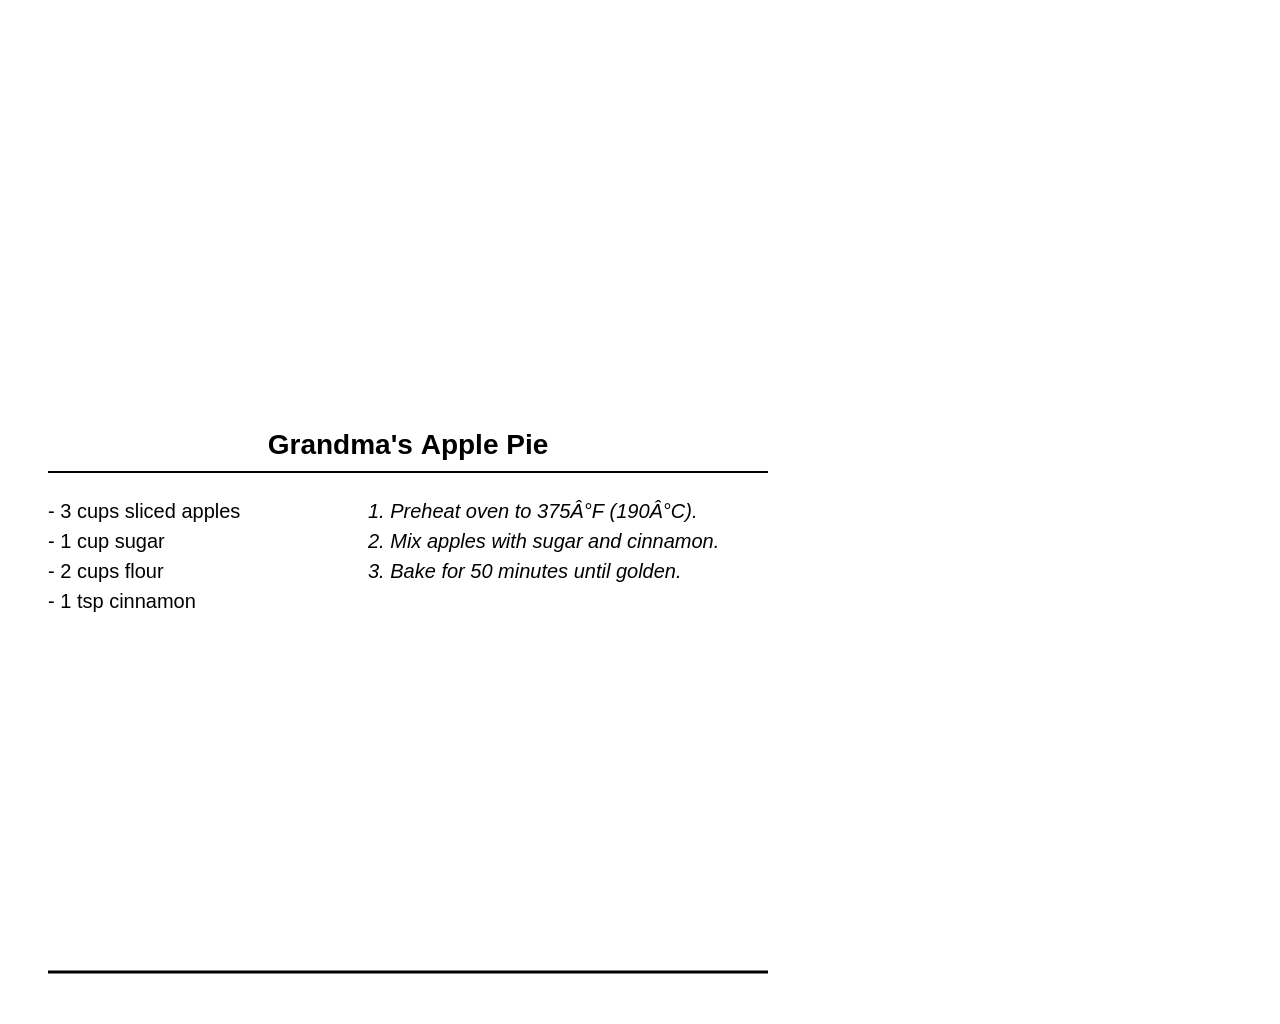 Grandma's Apple Pie
- 3 cups sliced apples
- 1 cup sugar
- 2 cups flour
- 1 tsp cinnamon
1. Preheat oven to 375Â°F (190Â°C).
2. Mix apples with sugar and cinnamon.
3. Bake for 50 minutes until golden.